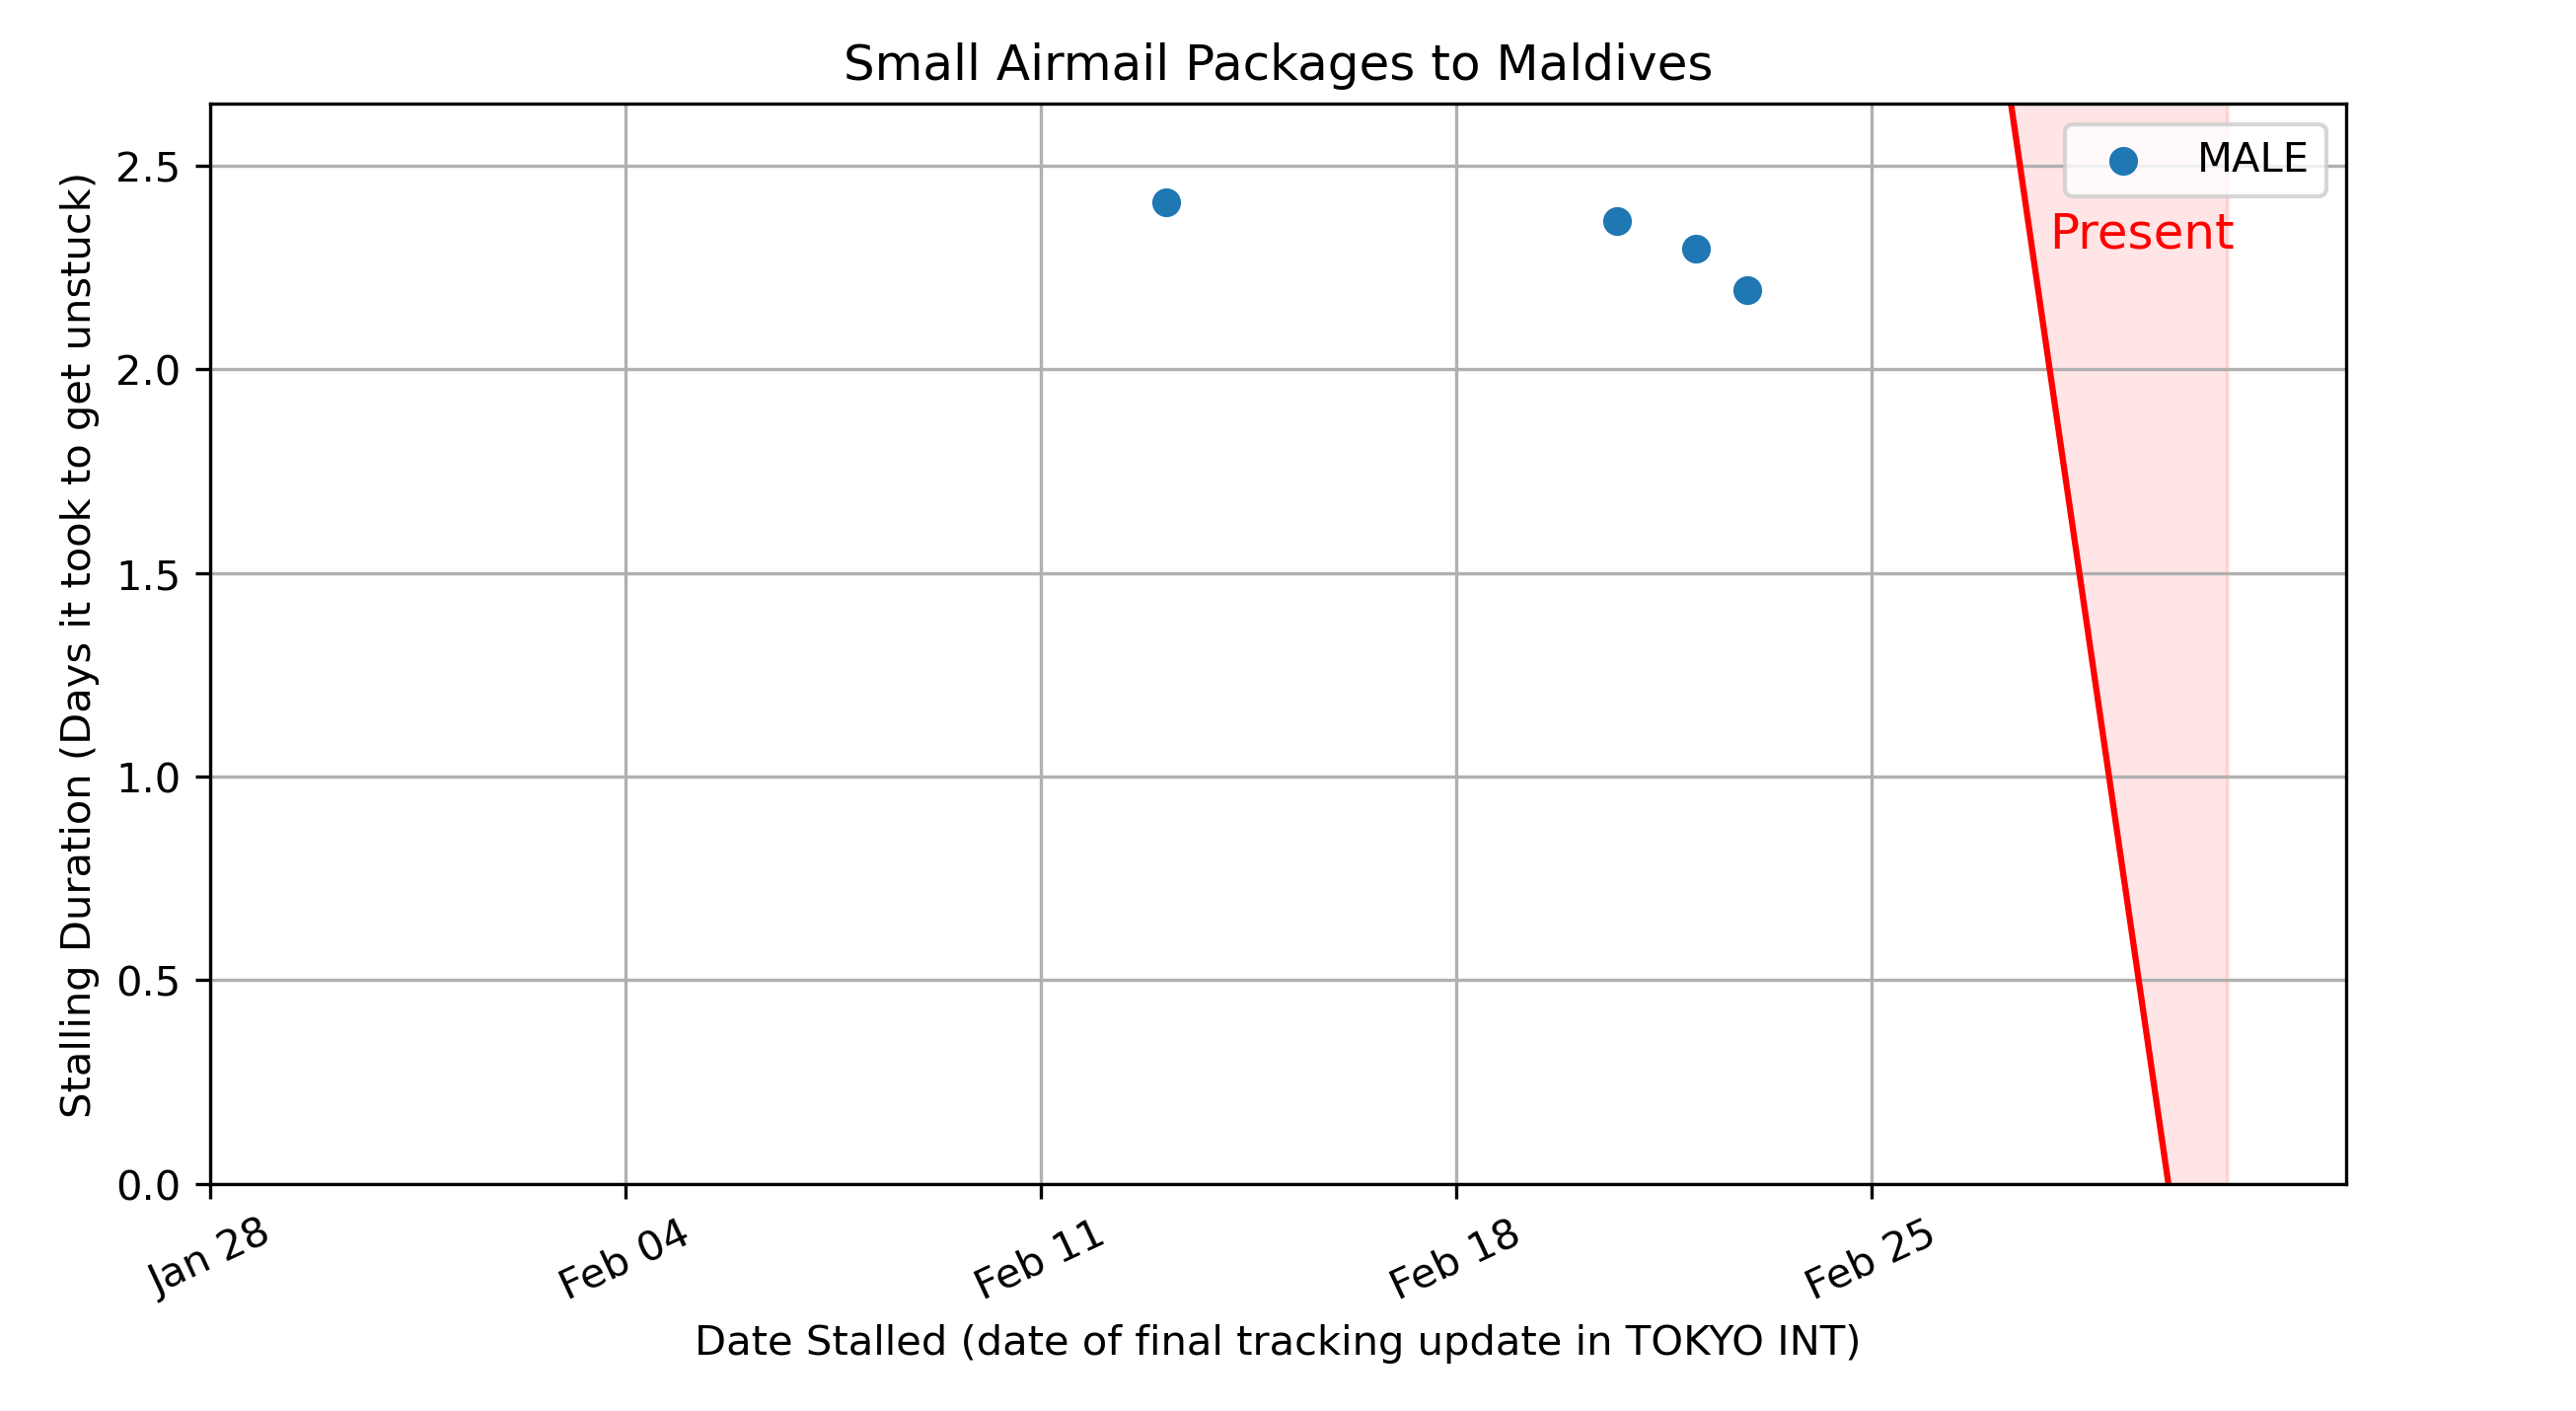 Small Airmail Packages to Maldives
MALE
Present
Stalling Duration (Days it took to get unstuck)
2.5
2.0
1.5
1.0
0.5
0.0
Jan 28
Feb 04
Feb 11
Feb 18
Feb 25
Date Stalled (date of final tracking update in TOKYO INT)